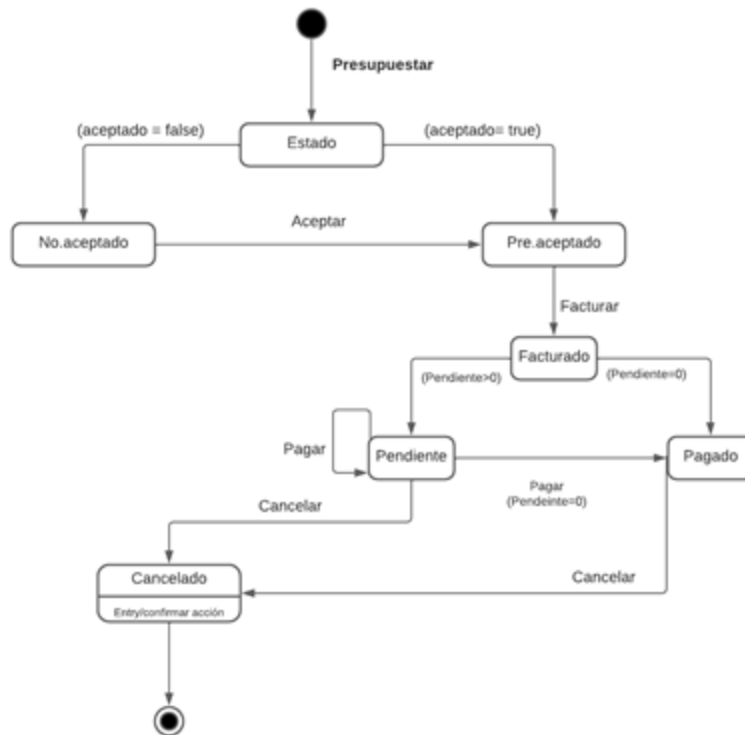 Presupuestar
(aceptado = false)
Estado
(aceptado= true)
No.aceptado
Aceptar
Pre.aceptado
Facturar
Facturado
(Pendiente>0)
(Pendiente=0)
Pagar
Pendiente
Pagado
Pagar
(Pendeinte=0)
Cancelar
Cancelado
Cancelar
Entry/confirmar acción